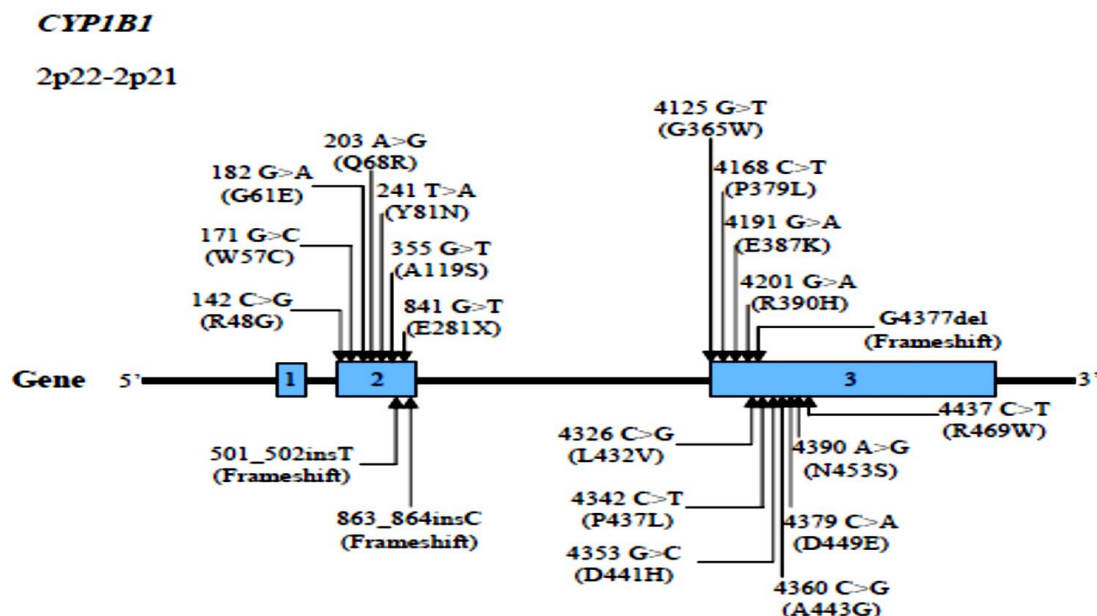 CYP1B1
2p22-2p21
4125 G>T
(G365W)
203 A>G
(Q68R)
4168 C>T
(P379L)
182 G>A
(G61E)
241 T>A
(Y81N)
4191 G>A
(E387K)
171 G>C
(W57C)
355 G>T
(A119S)
4201 G>A
(R390H)
142 C>G
(R48G)
841 G>T
(E281X)
G4377del
(Frameshift)
Gene 5’ 1 2 3 3’
4437 C>T
(R469W)
4326 C>G
(L432V)
4390 A>G
(N453S)
501_502insT
(Frameshift)
4342 C>T
(P437L)
863_864insC
(Frameshift)
4379 C>A
(D449E)
4353 G>C
(D441H)
4360 C>G
(A443G)